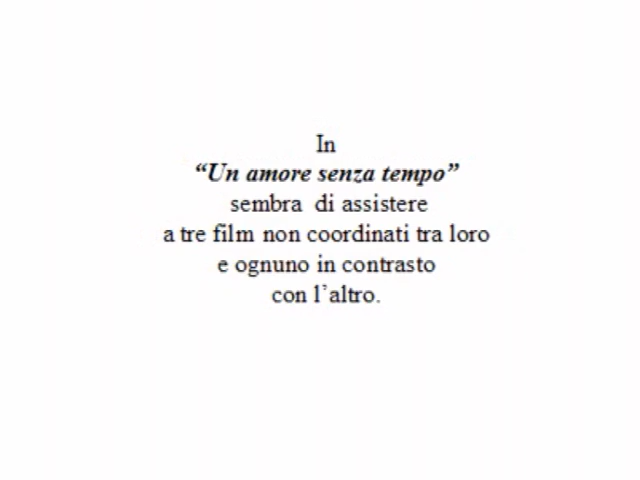 In
“Un amore senza tempo”
sembra  di assistere
a tre film non coordinati tra loro
e ognuno in contrasto
con l’altro.